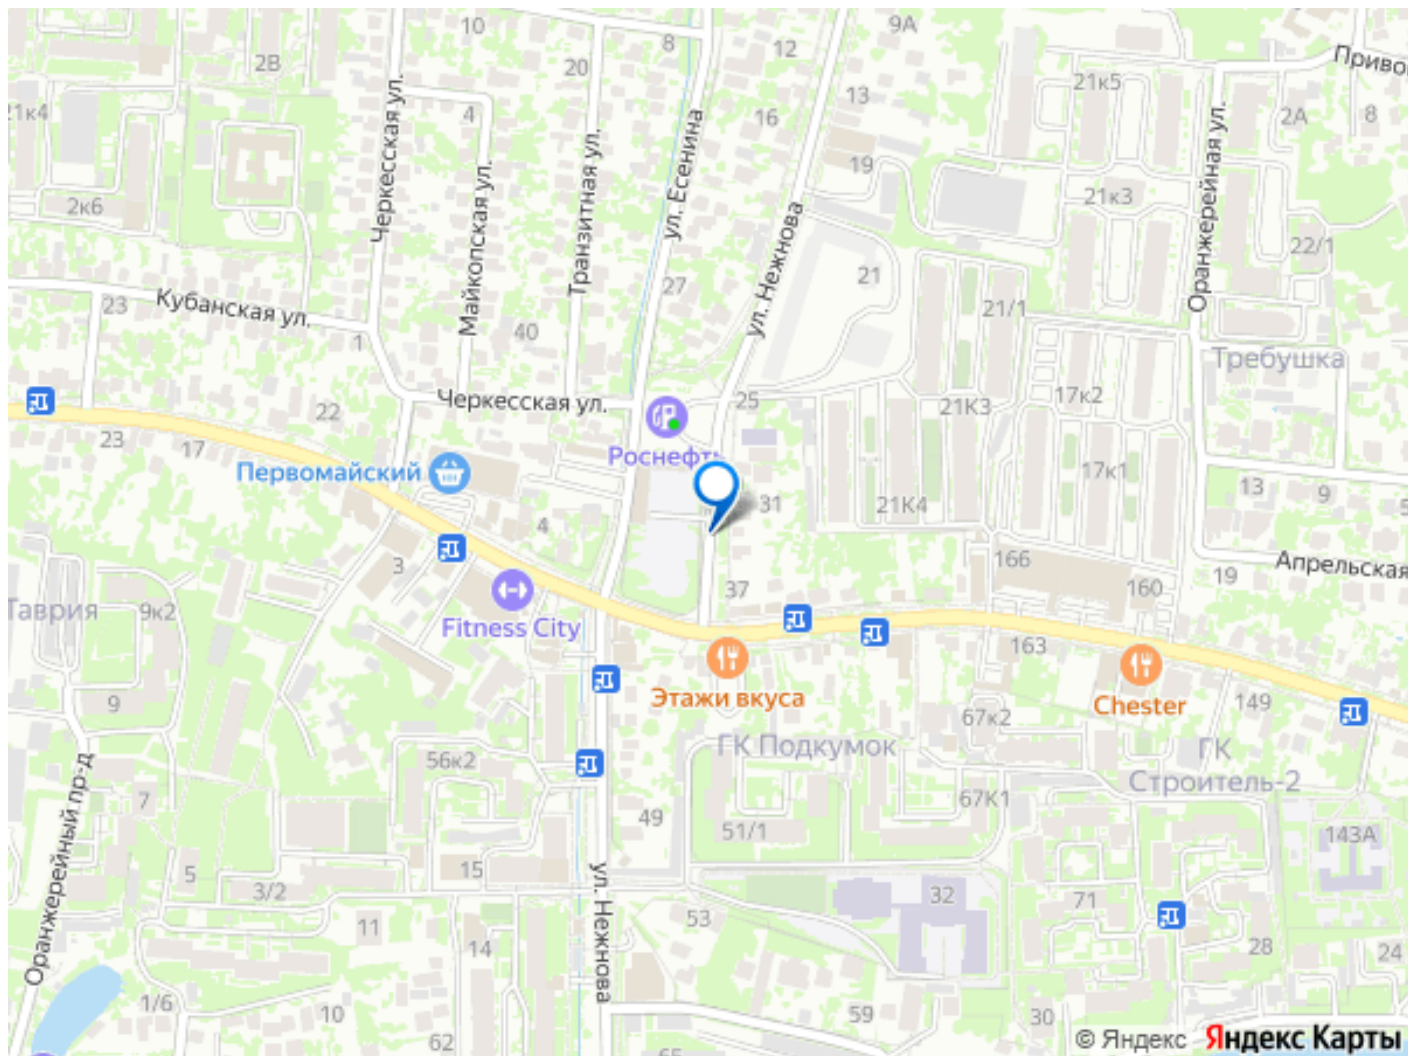 10
8
12
9А
2В
20
21к5
Приво
13
4
16
2А
8
21к4
Черкесская ул.
Транзитная ул.
ул. Есенина
19
Оранжерейная ул.
2к6
Майкопская ул.
21к3
ул. Нежнова
22/1
27
21
23
Кубанская ул.
40
21/1
1
Требушка
17к2
Черкесская ул.
25
21К3
22
23
17
Роснефть
Первомайский
17к1
31
13
9
5
21К4
4
3
166
19
Апрельская
37
160
Таврия
9к2
Fitness City
163
Этажи вкуса
Chester
149
9
67к2
ГК Подкумок
ГК
Строитель-2
56к2
Оранжерейный пр-д
7
67К1
49
51/1
143А
15
5
3/2
ул. Нежнова
32
71
53
11
14
28
24
1/6
10
62
59
30
© Яндекс
Яндекс Карты